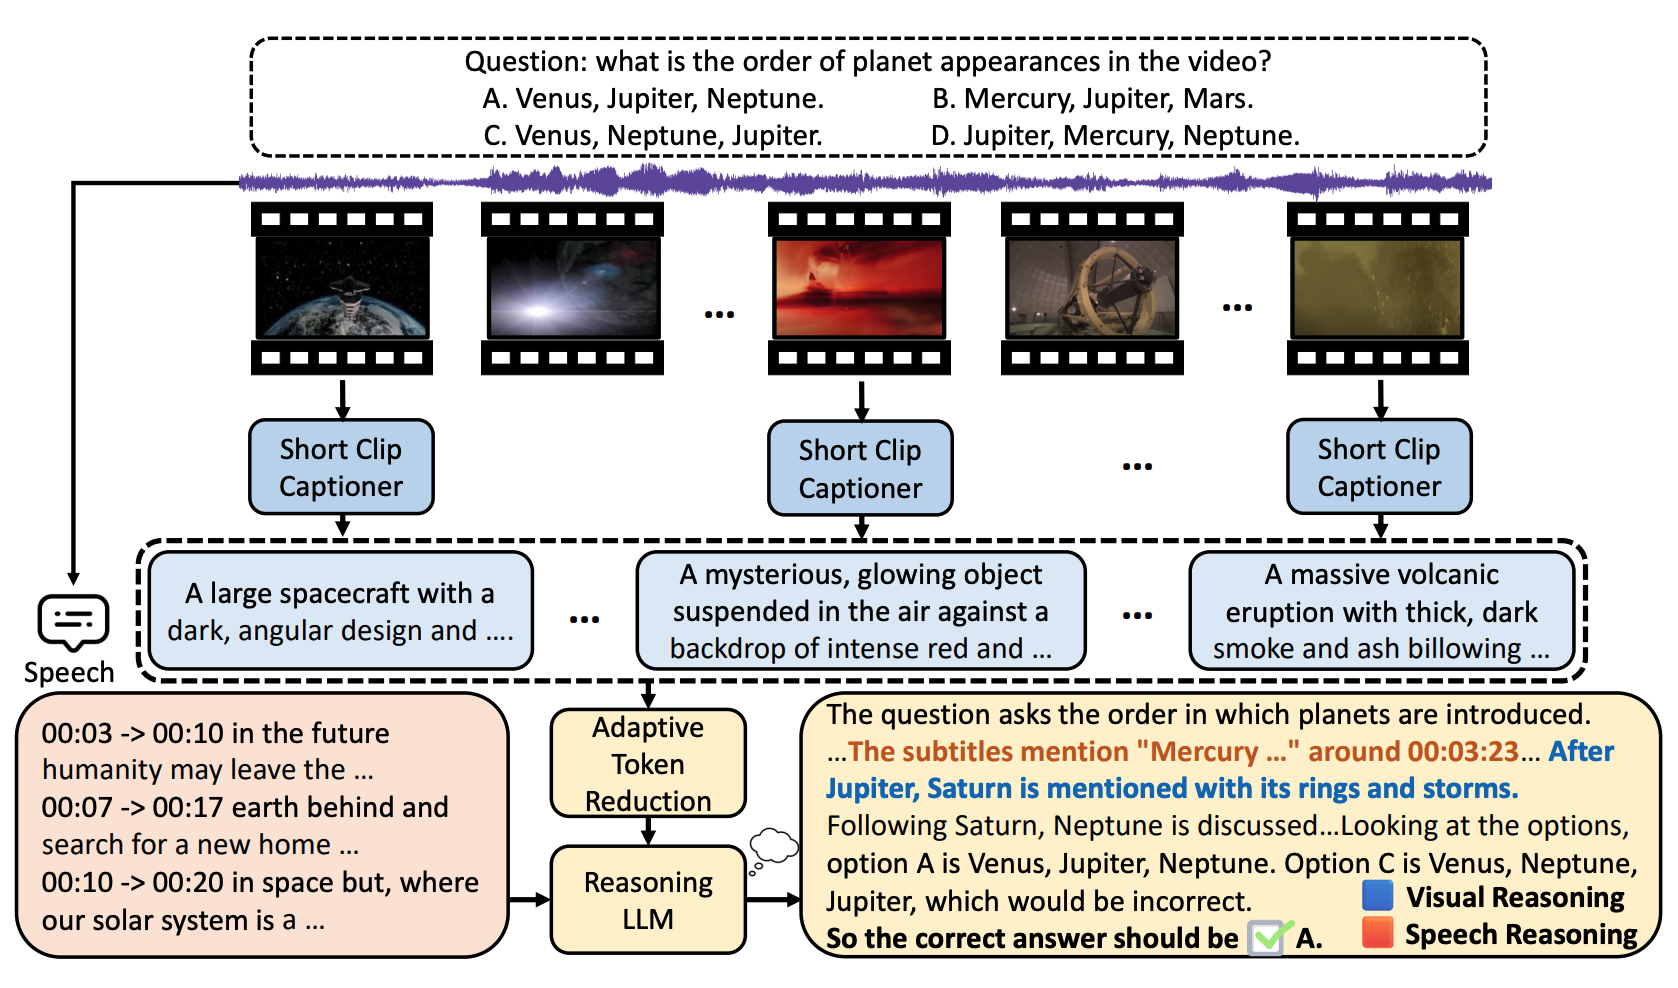 Question: what is the order of planet appearances in the video?
A. Venus, Jupiter, Neptune. B. Mercury, Jupiter, Mars.
C. Venus, Neptune, Jupiter. D. Jupiter, Mercury, Neptune.
...
...
Short Clip
Captioner
Short Clip
Captioner
...
Short Clip
Captioner
A large spacecraft with a
dark, angular design and ....
...
A mysterious, glowing object
suspended in the air against a
backdrop of intense red and ...
...
A massive volcanic
eruption with thick, dark
smoke and ash billowing ...
Speech
00:03 -> 00:10 in the future
humanity may leave the ...
00:07 -> 00:17 earth behind and
search for a new home ...
00:10 -> 00:20 in space but, where
our solar system is a ...
Adaptive
Token
Reduction
Reasoning
LLM
The question asks the order in which planets are introduced.
...The subtitles mention "Mercury ..." around 00:03:23... After
Jupiter, Saturn is mentioned with its rings and storms.
Following Saturn, Neptune is discussed...Looking at the options,
option A is Venus, Jupiter, Neptune. Option C is Venus, Neptune,
Jupiter, which would be incorrect.
So the correct answer should be ✅ A.
Visual Reasoning
Speech Reasoning